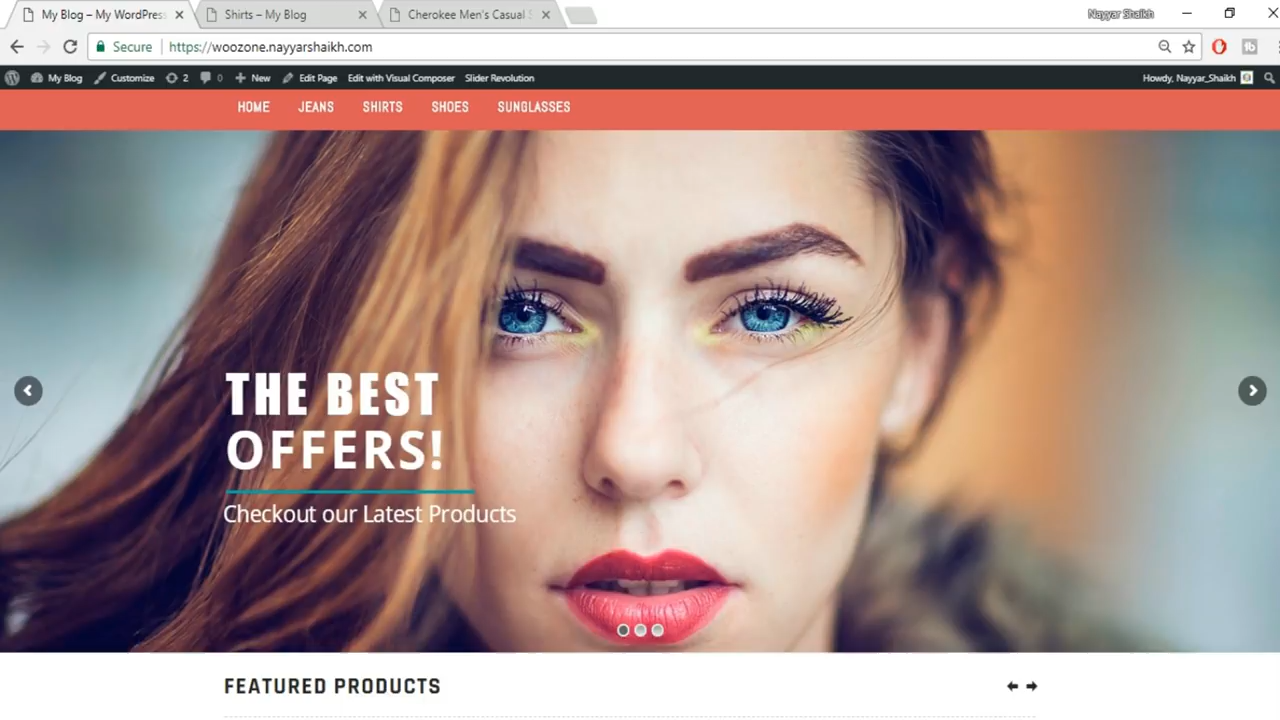 My Blog – My WordPress
Shirts – My Blog
Cherokee Men's Casual S
Nayyar Shaikh
Secure
https://woozone.nayyarshaikh.com
My Blog
Customize
2
0
New
Edit Page
Edit with Visual Composer
Slider Revolution
Howdy, Nayyar_Shaikh
HOME
JEANS
SHIRTS
SHOES
SUNGLASSES
THE BEST
OFFERS!
Checkout our Latest Products
FEATURED PRODUCTS